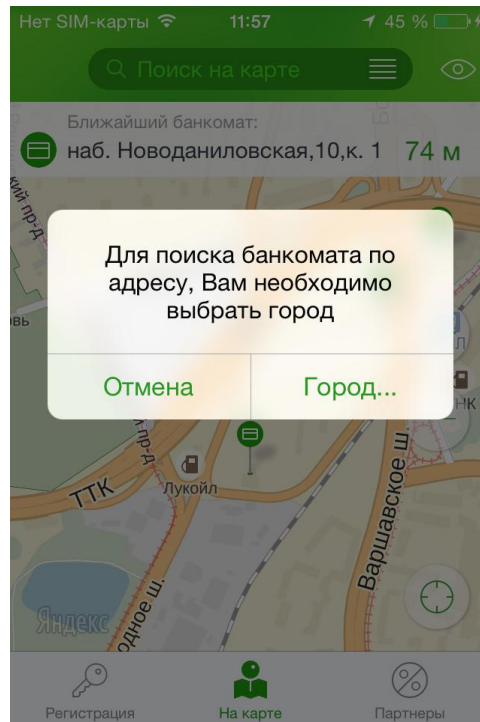 Нет SIM-карты 11:57 45 %
Поиск на карте
Ближайший банкомат:
наб. Новоданиловская,10,к. 1 74 м
Для поиска банкомата по
адресу, Вам необходимо
выбрать город
Отмена Город...
ТТК
Лукойл
Варшавское ш.
Яндекс
Регистрация На карте Партнеры